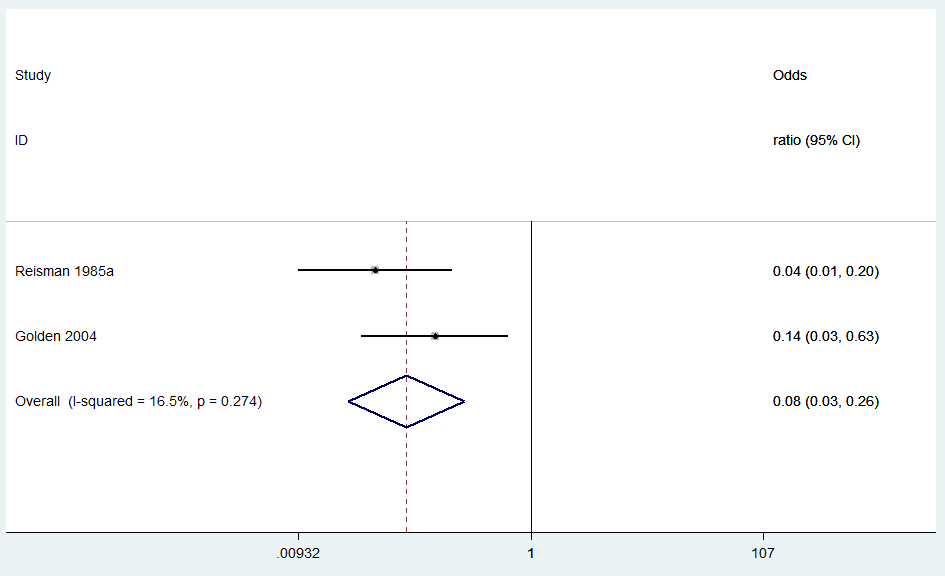 Study Odds
ID ratio (95% CI)
Reisman 1985a 0.04 (0.01, 0.20)
Golden 2004 0.14 (0.03, 0.63)
Overall (I-squared = 16.5%, p = 0.274) 0.08 (0.03, 0.26)
.00932 1 107